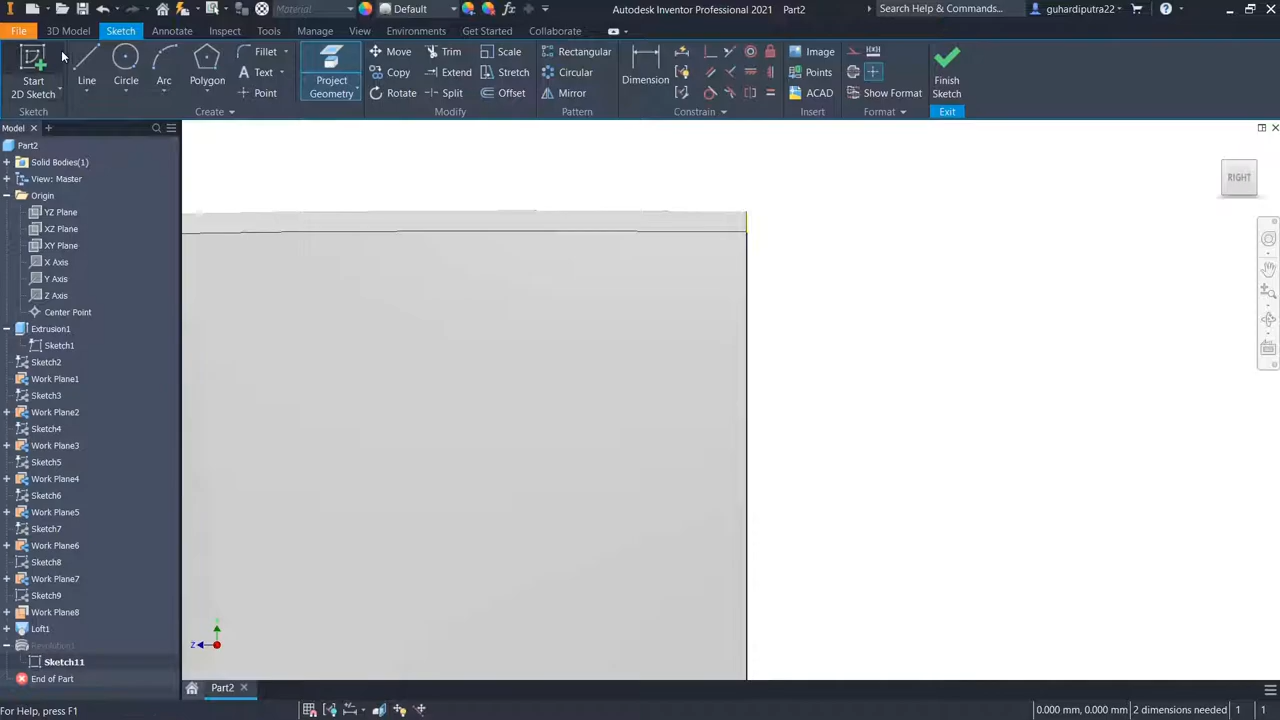 Material
Default
Autodesk Inventor Professional 2021 Part2
Search Help & Commands...
guhardiputra22
File
3D Model
Sketch
Annotate
Inspect
Tools
Manage
View
Environments
Get Started
Collaborate
Start
2D Sketch
Line
Circle
Arc
Polygon
Fillet
Text
Point
Project
Geometry
Move
Copy
Rotate
Trim
Extend
Split
Scale
Stretch
Offset
Rectangular
Circular
Mirror
Dimension
Image
Points
ACAD
Show Format
Finish
Sketch
Sketch
Create
Modify
Pattern
Constrain
Insert
Format
Exit
Model
Part2
Solid Bodies(1)
View: Master
Origin
YZ Plane
XZ Plane
XY Plane
X Axis
Y Axis
Z Axis
Center Point
Extrusion1
Sketch1
Sketch2
Work Plane1
Sketch3
Work Plane2
Sketch4
Work Plane3
Sketch5
Work Plane4
Sketch6
Work Plane5
Sketch7
Work Plane6
Sketch8
Work Plane7
Sketch9
Work Plane8
Loft1
Revolution1
Sketch11
End of Part
RIGHT
Z
Part2
For Help, press F1
0.000 mm, 0.000 mm
2 dimensions needed
1
1